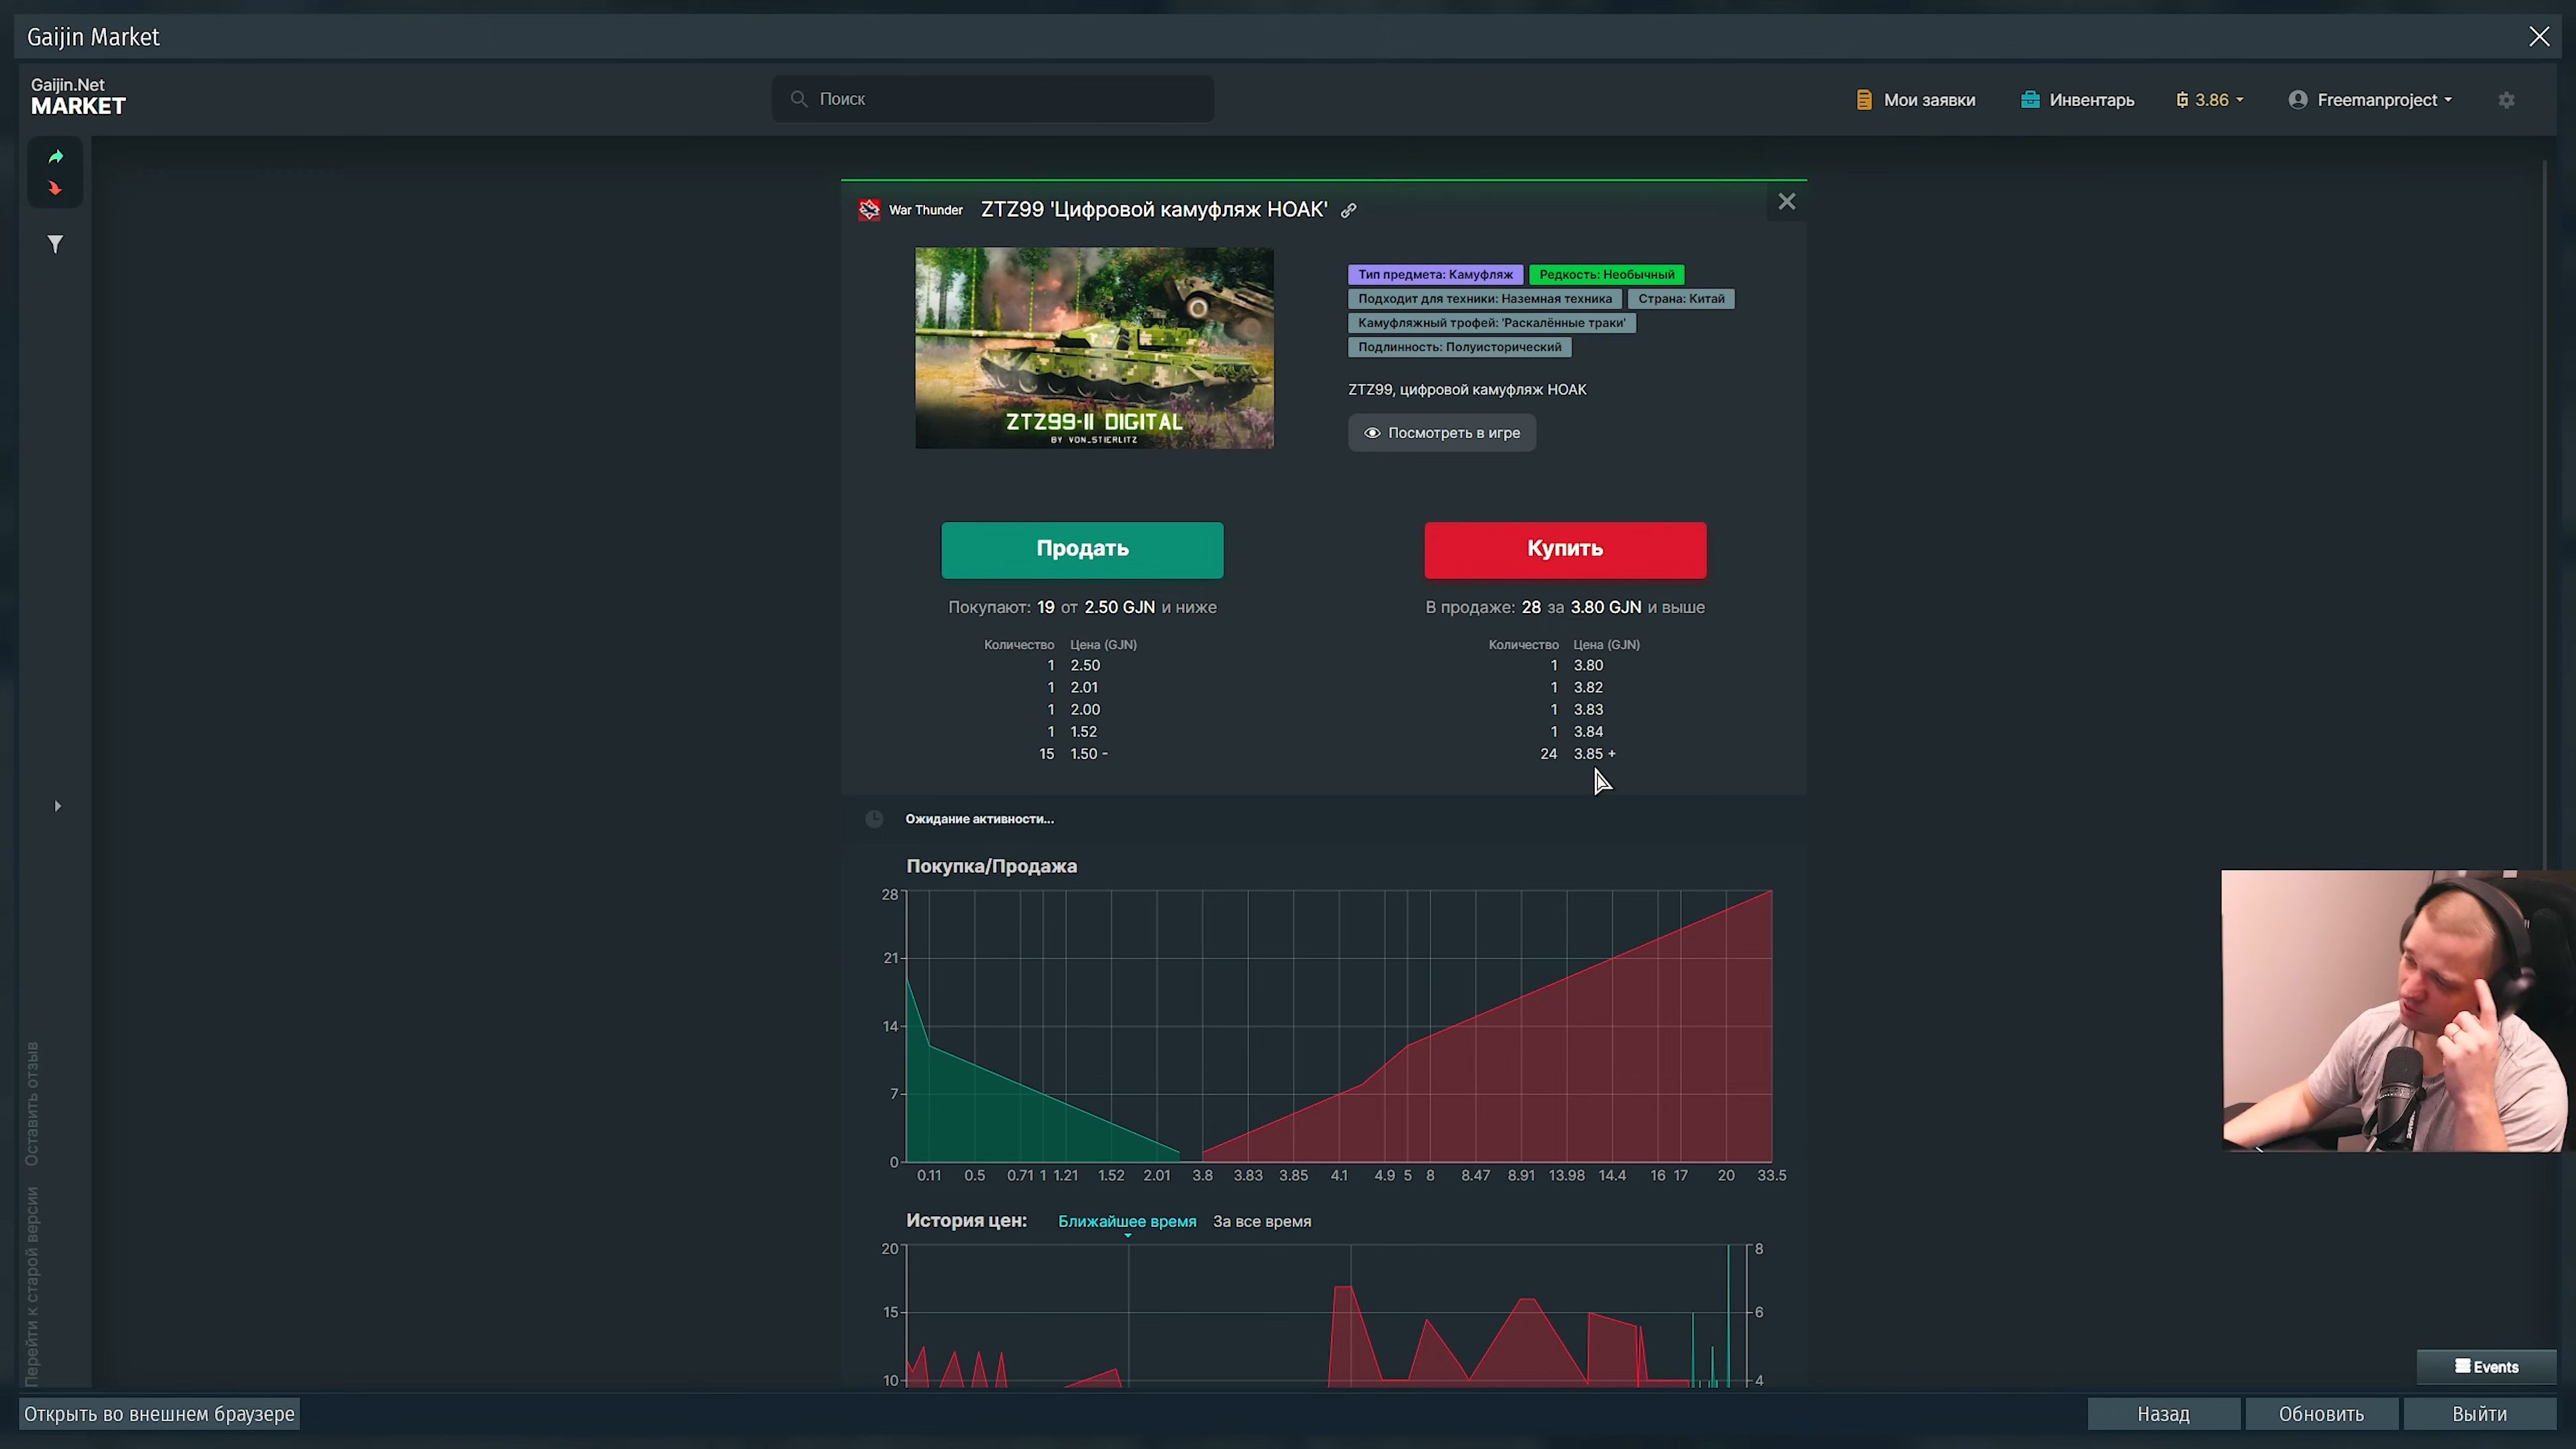 Gaijin Market
Gaijin.Net
MARKET
Поиск
Мои заявки
Инвентарь
3.86
Freemanproject
War Thunder
ZTZ99 'Цифровой камуфляж НОАК'
Тип предмета: Камуфляж
Редкость: Необычный
Подходит для техники: Наземная техника
Страна: Китай
Камуфляжный трофей: 'Раскалённые траки'
Подлинность: Полуисторический
ZTZ99, цифровой камуфляж НОАК
Посмотреть в игре
ZTZ99-II DIGITAL
BY VON_STIERLITZ
Продать
Купить
Покупают: 19 от 2.50 GJN и ниже
В продаже: 28 за 3.80 GJN и выше
Количество Цена (GJN)
1 2.50
1 2.01
1 2.00
1 1.52
15 1.50 -
Количество Цена (GJN)
1 3.80
1 3.82
1 3.83
1 3.84
24 3.85 +
Ожидание активности...
Покупка/Продажа
28
21
14
7
0
0.11 0.5 0.71 1 1.21 1.52 2.01 3.8 3.83 3.85 4.1 4.9 5 8 8.47 8.91 13.98 14.4 16 17 20 33.5
История цен: Ближайшее время За все время
20 8
15 6
10 4
Оставить отзыв
Перейти к старой версии
Events
Открыть во внешнем браузере
Назад
Обновить
Выйти